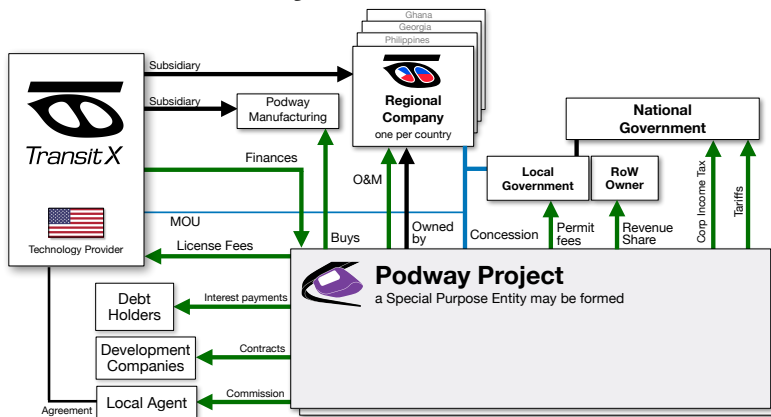 Ghana
Georgia
Philippines
Subsidiary
Subsidiary
Podway
Manufacturing
Regional
Company
one per country
National
Government
Transit X
Finances
O&M
Local
Government
RoW
Owner
Corp Income Tax
Tariffs
MOU
Technology Provider
License Fees
Buys
Owned
by
Concession
Permit
fees
Revenue
Share
Podway Project
a Special Purpose Entity may be formed
Debt
Holders
Interest payments
Development
Companies
Contracts
Agreement
Local Agent
Commission